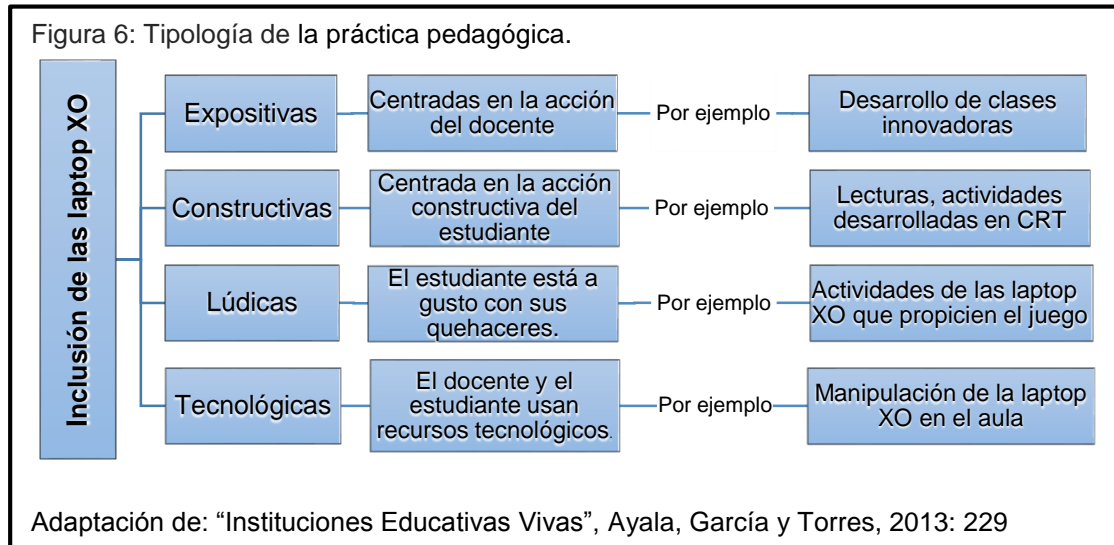 Figura 6: Tipología de la práctica pedagógica.
Inclusión de las laptop XO
Expositivas
Centradas en la acción
del docente
Por ejemplo
Desarrollo de clases
innovadoras
Constructivas
Centrada en la acción
constructiva del
estudiante
Por ejemplo
Lecturas, actividades
desarrolladas en CRT
Lúdicas
El estudiante está a
gusto con sus
quehaceres.
Por ejemplo
Actividades de las laptop
XO que propicien el juego
Tecnológicas
El docente y el
estudiante usan
recursos tecnológicos.
Por ejemplo
Manipulación de la laptop
XO en el aula
Adaptación de: “Instituciones Educativas Vivas”, Ayala, García y Torres, 2013: 229